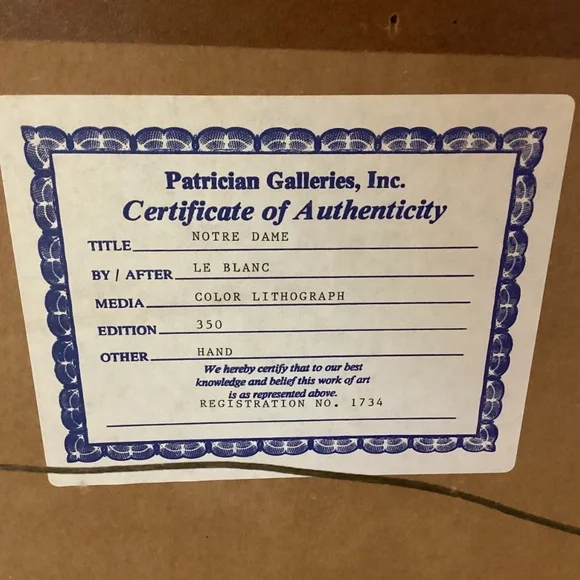 Patrician Galleries, Inc.
Certificate of Authenticity
TITLE NOTRE DAME
BY / AFTER LE BLANC
MEDIA COLOR LITHOGRAPH
EDITION 350
OTHER HAND
We hereby certify that to our best
knowledge and belief this work of art
is as represented above.
REGISTRATION NO. 1734